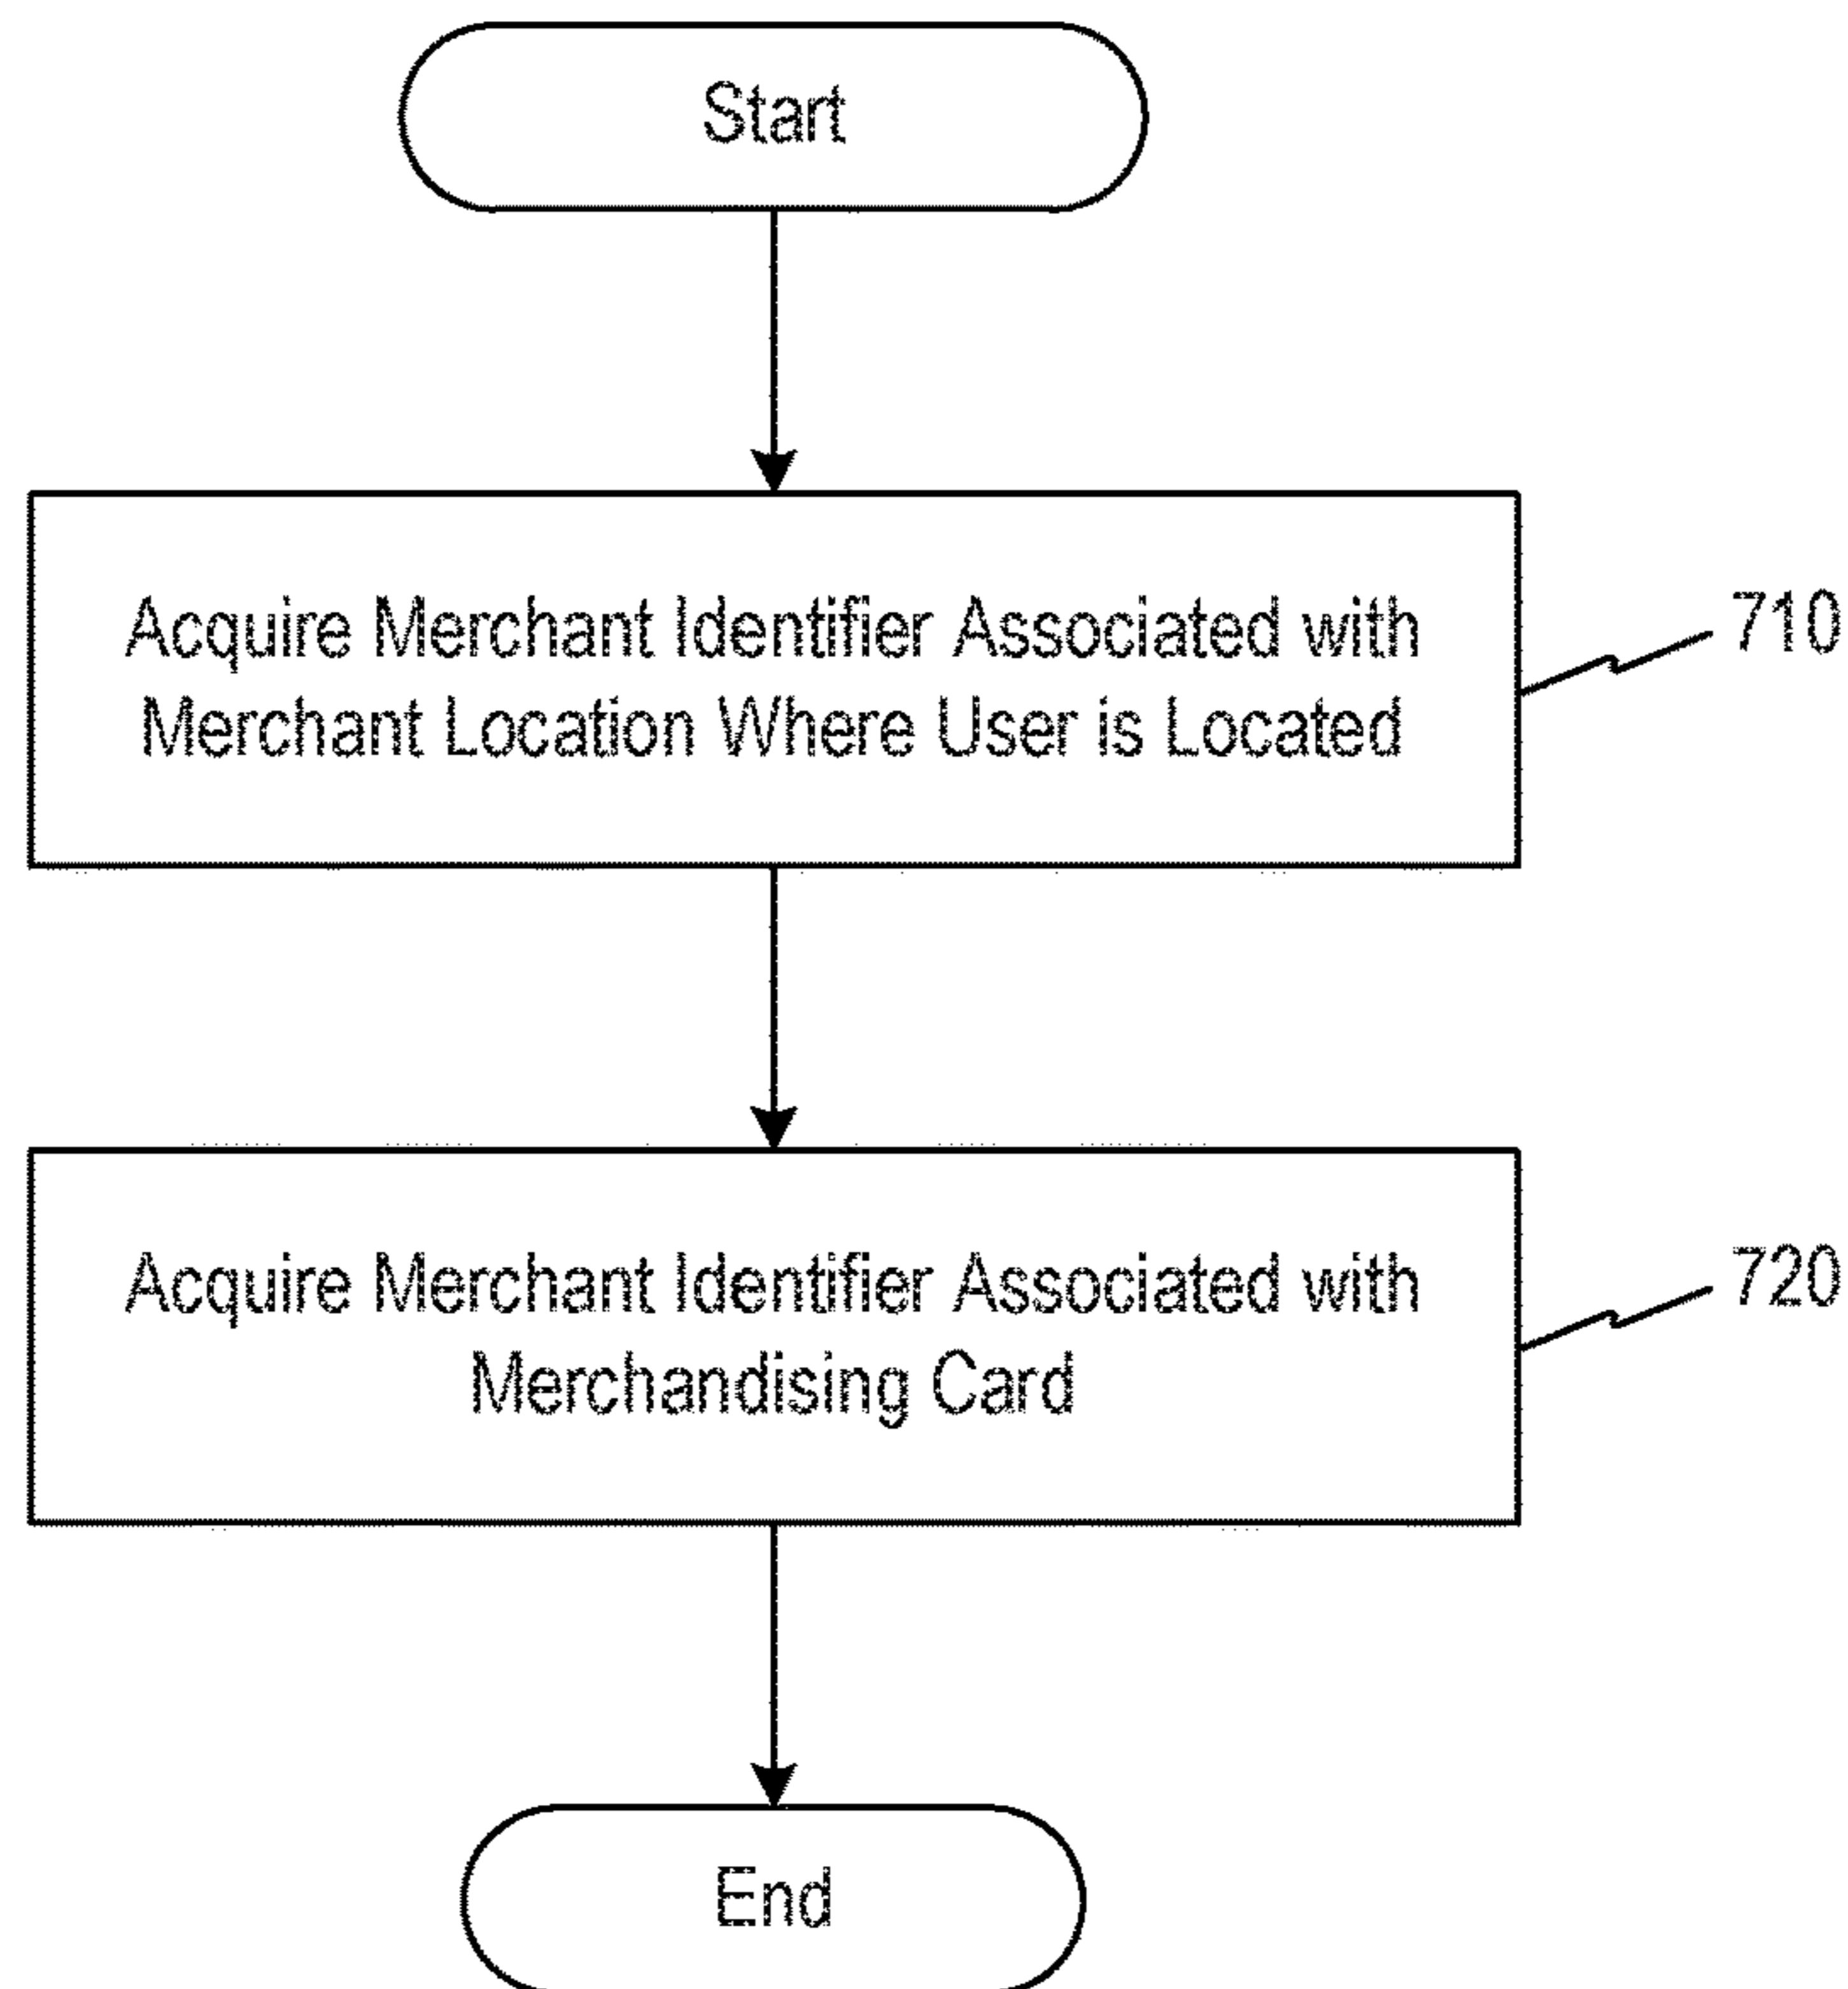 Start
Acquire Merchant Identifier Associated with
Merchant Location Where User is Located
710
Acquire Merchant Identifier Associated with
Merchandising Card
720
End